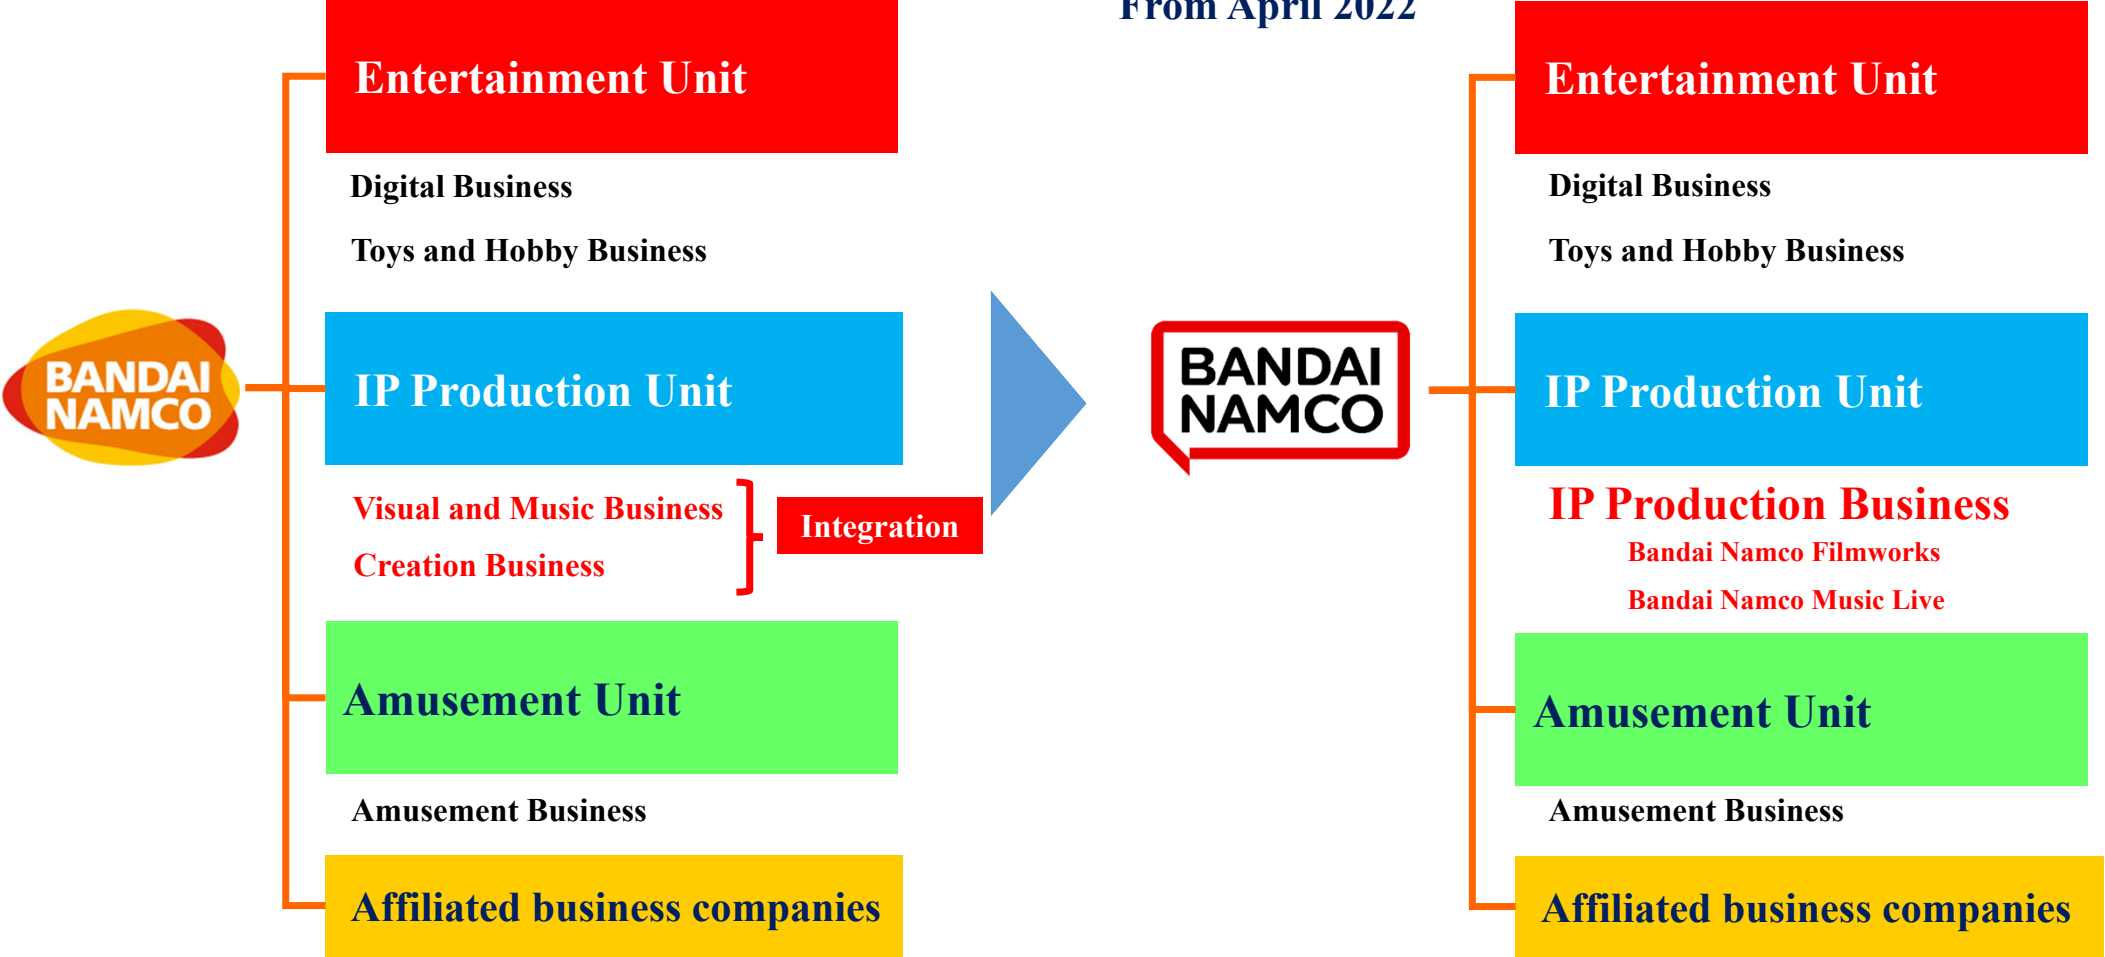 From April 2022
Entertainment Unit
Digital Business
Toys and Hobby Business
BANDAI
NAMCO
IP Production Unit
Visual and Music Business
Creation Business
Integration
Amusement Unit
Amusement Business
Affiliated business companies
Entertainment Unit
Digital Business
Toys and Hobby Business
BANDAI
NAMCO
IP Production Unit
IP Production Business
Bandai Namco Filmworks
Bandai Namco Music Live
Amusement Unit
Amusement Business
Affiliated business companies